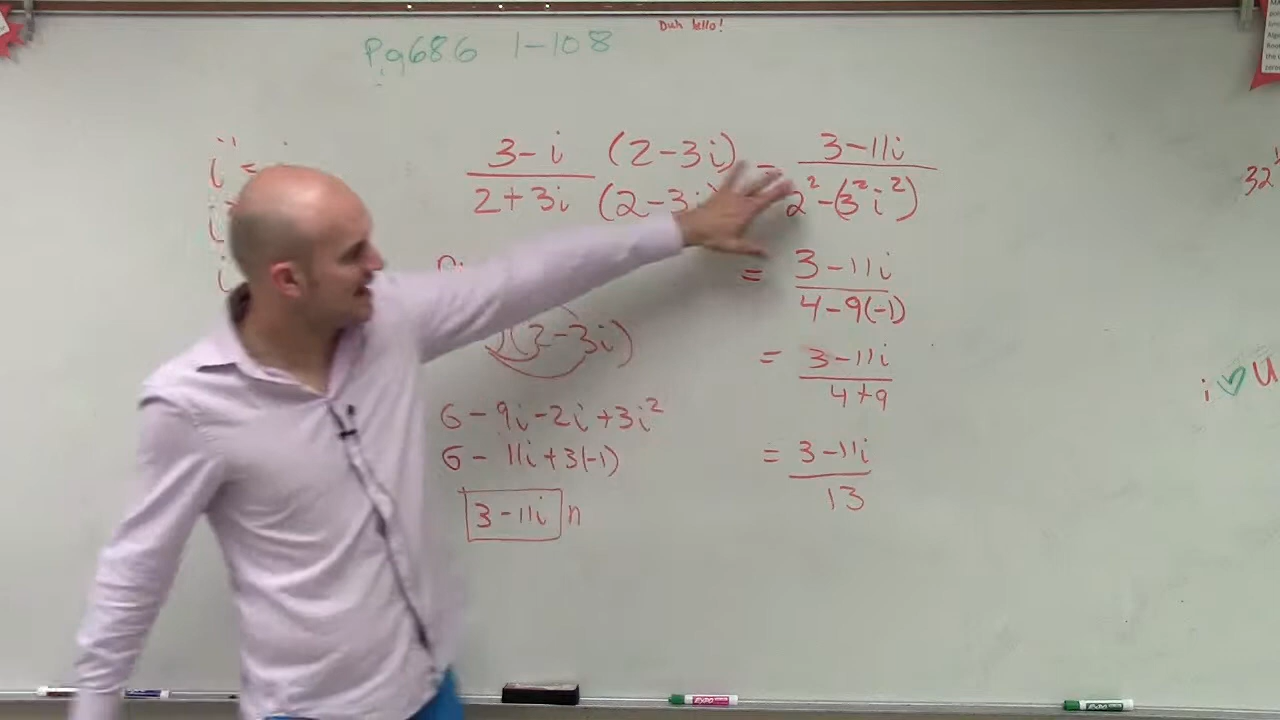 Duh hello!
Pg686 1-108
3-i (2-3i) = 3-11i
2+3i (2-3i) 2²-(3²i²)
32
= 3-11i
4-9(-1)
(2-3i)
= 3-11i
4+9
i ♡ U
6-9i-2i+3i²
6-11i+3(-1)
= 3-11i
13
3-11i n
EXPO
EXPO